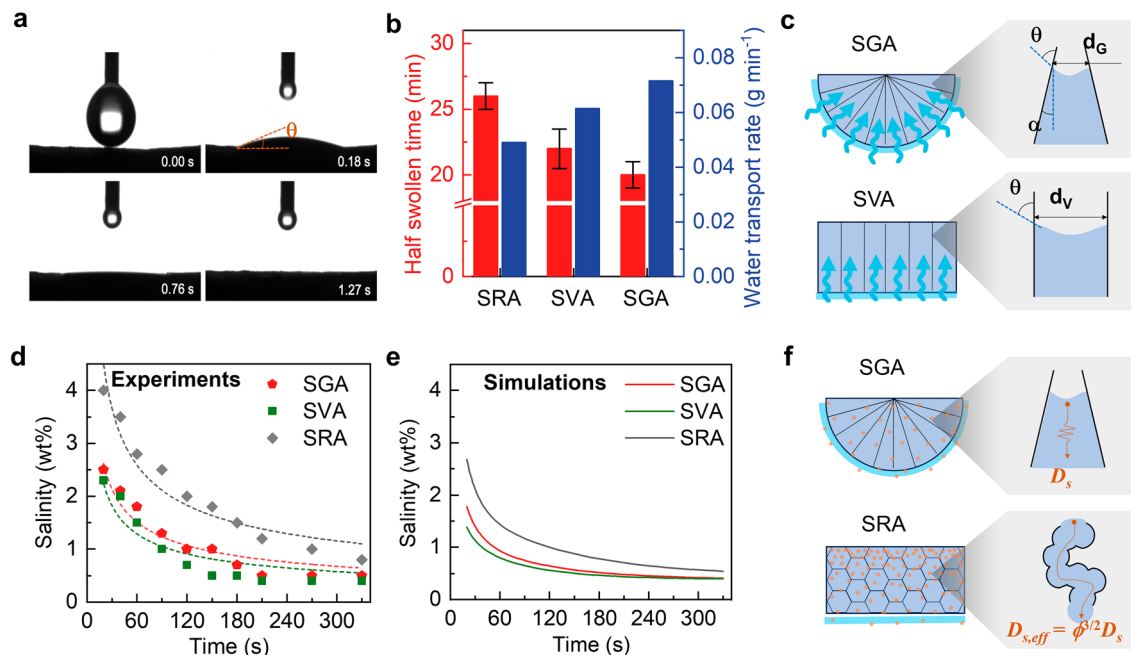 a
0.00 s
θ
0.18 s
0.76 s
1.27 s
b
Half swollen time (min)
30
25
20
0
Water transport rate (g min⁻¹)
0.08
0.06
0.04
0.02
0.00
SRA SVA SGA
c
SGA
θ
d_G
α
SVA
θ
d_V
d
Experiments
SGA
SVA
SRA
Salinity (wt%)
4
3
2
1
0
0 60 120 180 240 300
Time (s)
e
Simulations
SGA
SVA
SRA
Salinity (wt%)
4
3
2
1
0
0 60 120 180 240 300
Time (s)
f
SGA
D_s
SRA
D_s,eff = ϕ^3/2 D_s